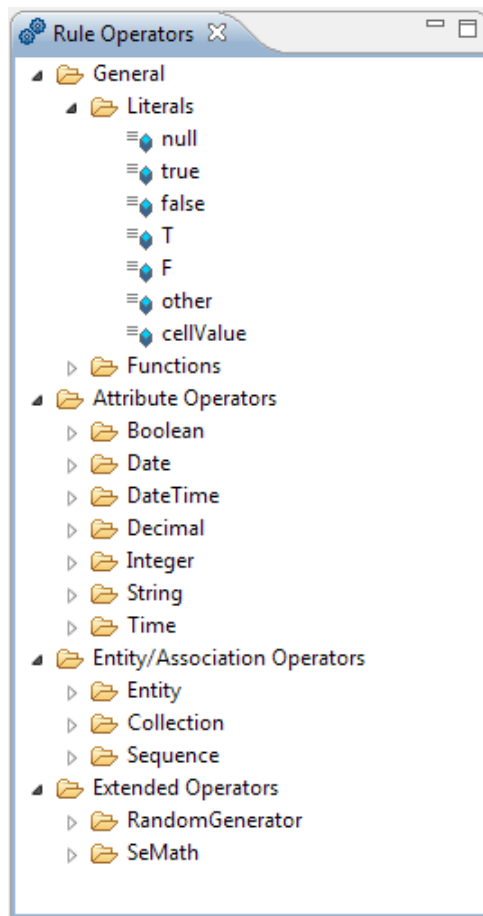 Rule Operators
General
Literals
null
true
false
T
F
other
cellValue
Functions
Attribute Operators
Boolean
Date
DateTime
Decimal
Integer
String
Time
Entity/Association Operators
Entity
Collection
Sequence
Extended Operators
RandomGenerator
SeMath